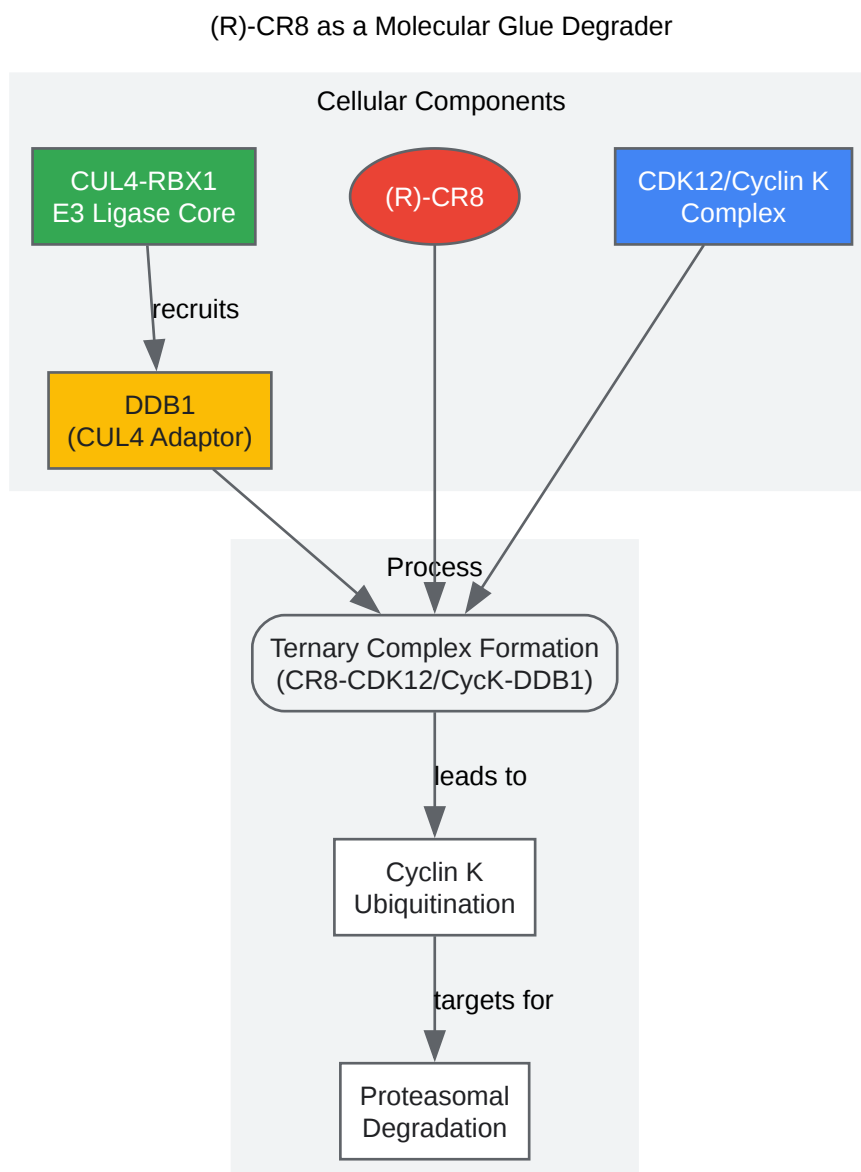 (R)-CR8 as a Molecular Glue Degrader
Cellular Components
CUL4-RBX1
E3 Ligase Core
(R)-CR8
CDK12/Cyclin K
Complex
recruits
DDB1
(CUL4 Adaptor)
Process
Ternary Complex Formation
(CR8-CDK12/CycK-DDB1)
leads to
Cyclin K
Ubiquitination
targets for
Proteasomal
Degradation